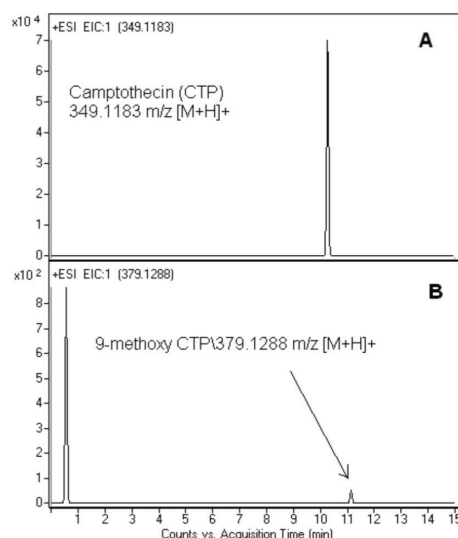 x10 4
+ESI EIC:1 (349.1183)
A
7
Camptothecin (CTP)
349.1183 m/z [M+H]+
6
5
4
3
2
1
0
x10 2
+ESI EIC:1 (379.1288)
B
8
9-methoxy CTP\379.1288 m/z [M+H]+
7
6
5
4
3
2
1
0
1 2 3 4 5 6 7 8 9 10 11 12 13 14 15
Counts vs. Acquisition Time (min)